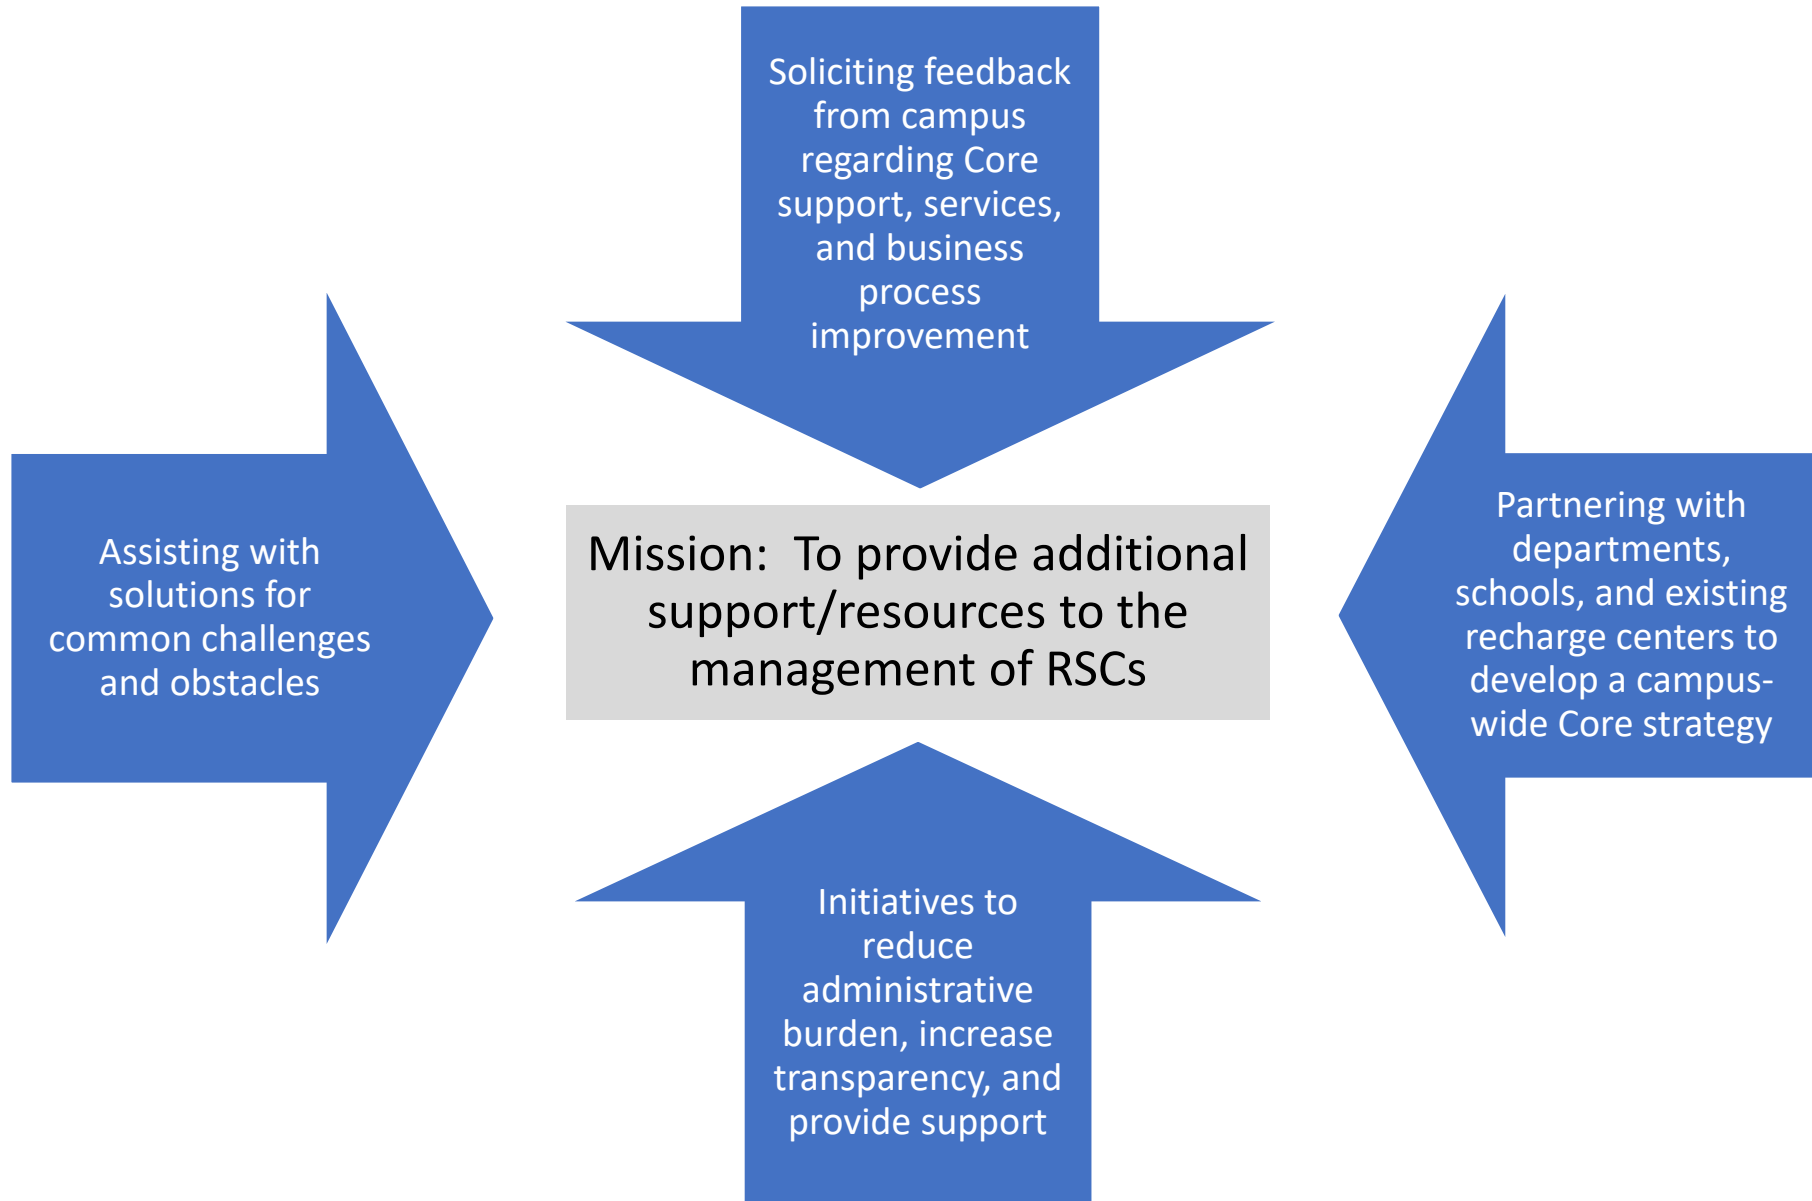 Soliciting feedback
from campus
regarding Core
support, services,
and business
process
improvement
Assisting with
solutions for
common challenges
and obstacles
Mission:  To provide additional
support/resources to the
management of RSCs
Partnering with
departments,
schools, and existing
recharge centers to
develop a campus-
wide Core strategy
Initiatives to
reduce
administrative
burden, increase
transparency, and
provide support